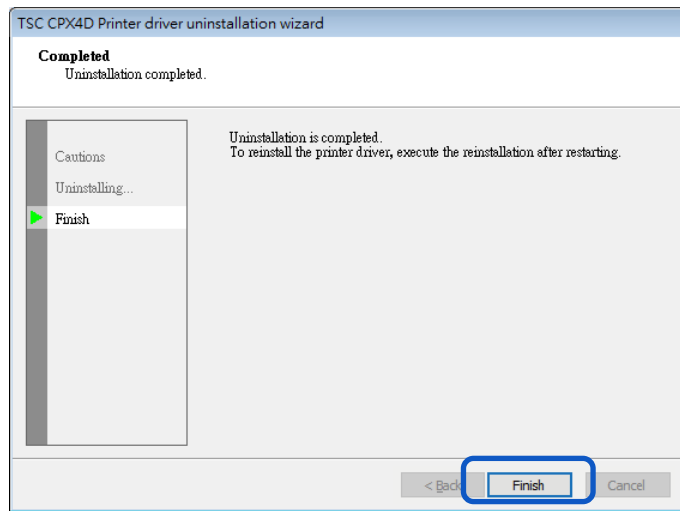 TSC CPX4D Printer driver uninstallation wizard
Completed
Uninstallation completed.
Cautions
Uninstalling...
Finish
Uninstallation is completed.
To reinstall the printer driver, execute the reinstallation after restarting.
< Back
Finish
Cancel